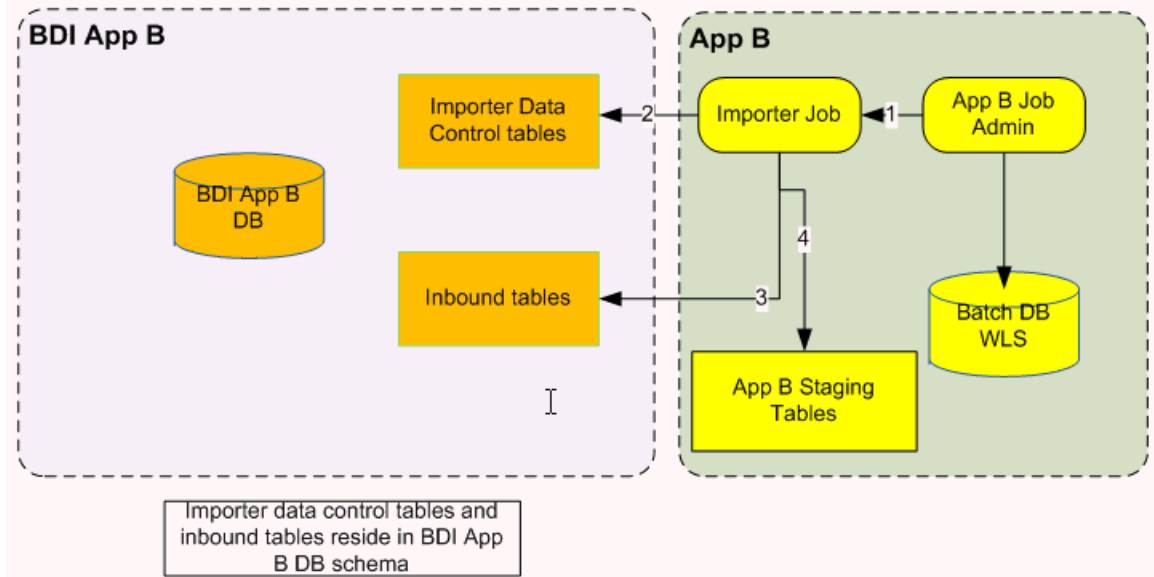 BDI App B
App B
Importer Data
Control tables
2
Importer Job
1
App B Job
Admin
BDI App B
DB
4
Inbound tables
3
Batch DB
WLS
App B Staging
Tables
Importer data control tables and
inbound tables reside in BDI App
B DB schema